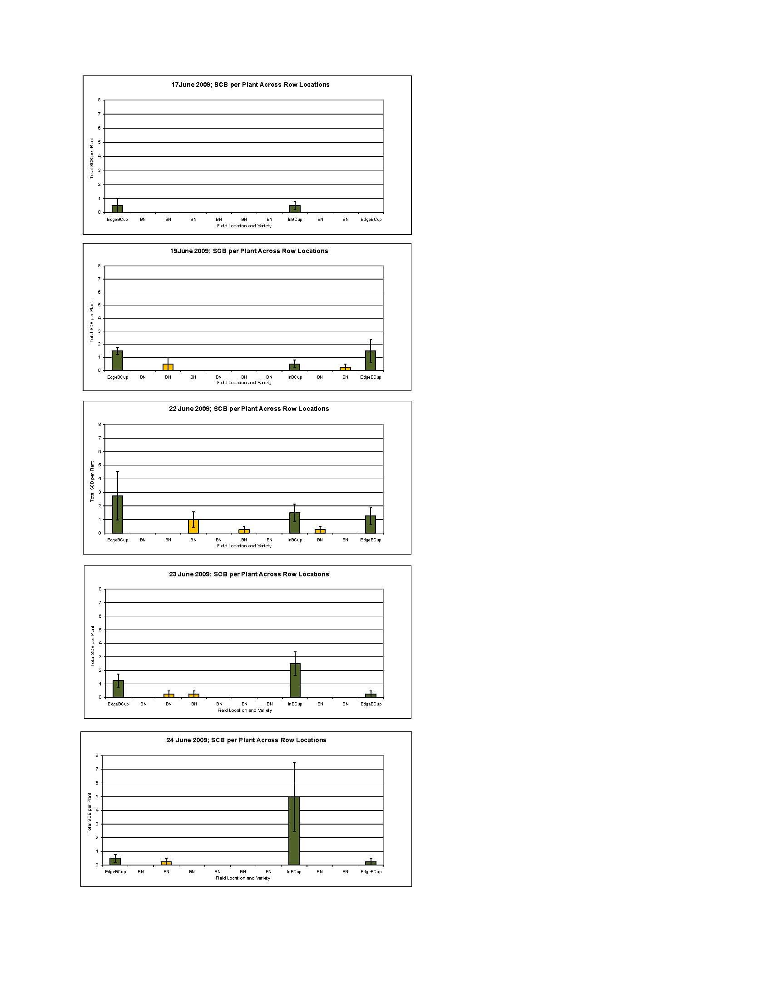 17June 2009; SCB per Plant Across Row Locations
8
7
6
5
4
3
2
1
0
Total SCB per Plant
EdgeBCup BN BN BN BN BN BN InBCup BN BN EdgeBCup
Field Location and Variety
19June 2009; SCB per Plant Across Row Locations
8
7
6
5
4
3
2
1
0
Total SCB per Plant
EdgeBCup BN BN BN BN BN BN InBCup BN BN EdgeBCup
Field Location and Variety
22 June 2009; SCB per Plant Across Row Locations
8
7
6
5
4
3
2
1
0
Total SCB per Plant
EdgeBCup BN BN BN BN BN BN InBCup BN BN EdgeBCup
Field Location and Variety
23 June 2009; SCB per Plant Across Row Locations
8
7
6
5
4
3
2
1
0
Total SCB per Plant
EdgeBCup BN BN BN BN BN BN InBCup BN BN EdgeBCup
Field Location and Variety
24 June 2009; SCB per Plant Across Row Locations
8
7
6
5
4
3
2
1
0
Total SCB per Plant
EdgeBCup BN BN BN BN BN BN InBCup BN BN EdgeBCup
Field Location and Variety